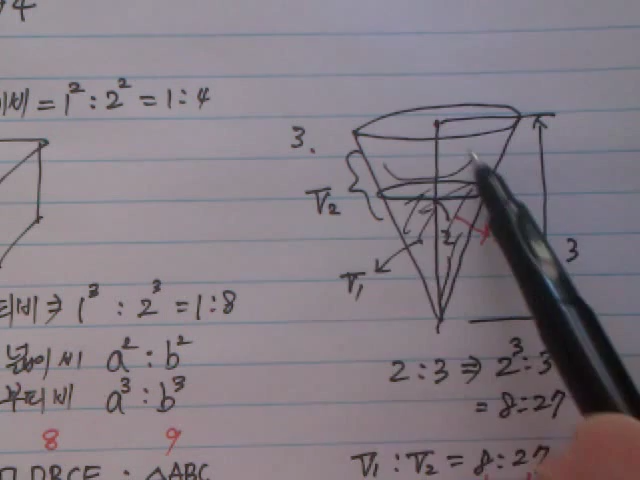 4
비 = 1² : 2² = 1 : 4
3.
V₂
V₁
2
3
피비 ⇒ 1³ : 2³ = 1 : 8
넓이비 a² : b²
부피비 a³ : b³
2 : 3 ⇒ 2³ : 3
= 8 : 27
8 9
□DBCE : △ABC
V₁ : V₂ = 8 : 27